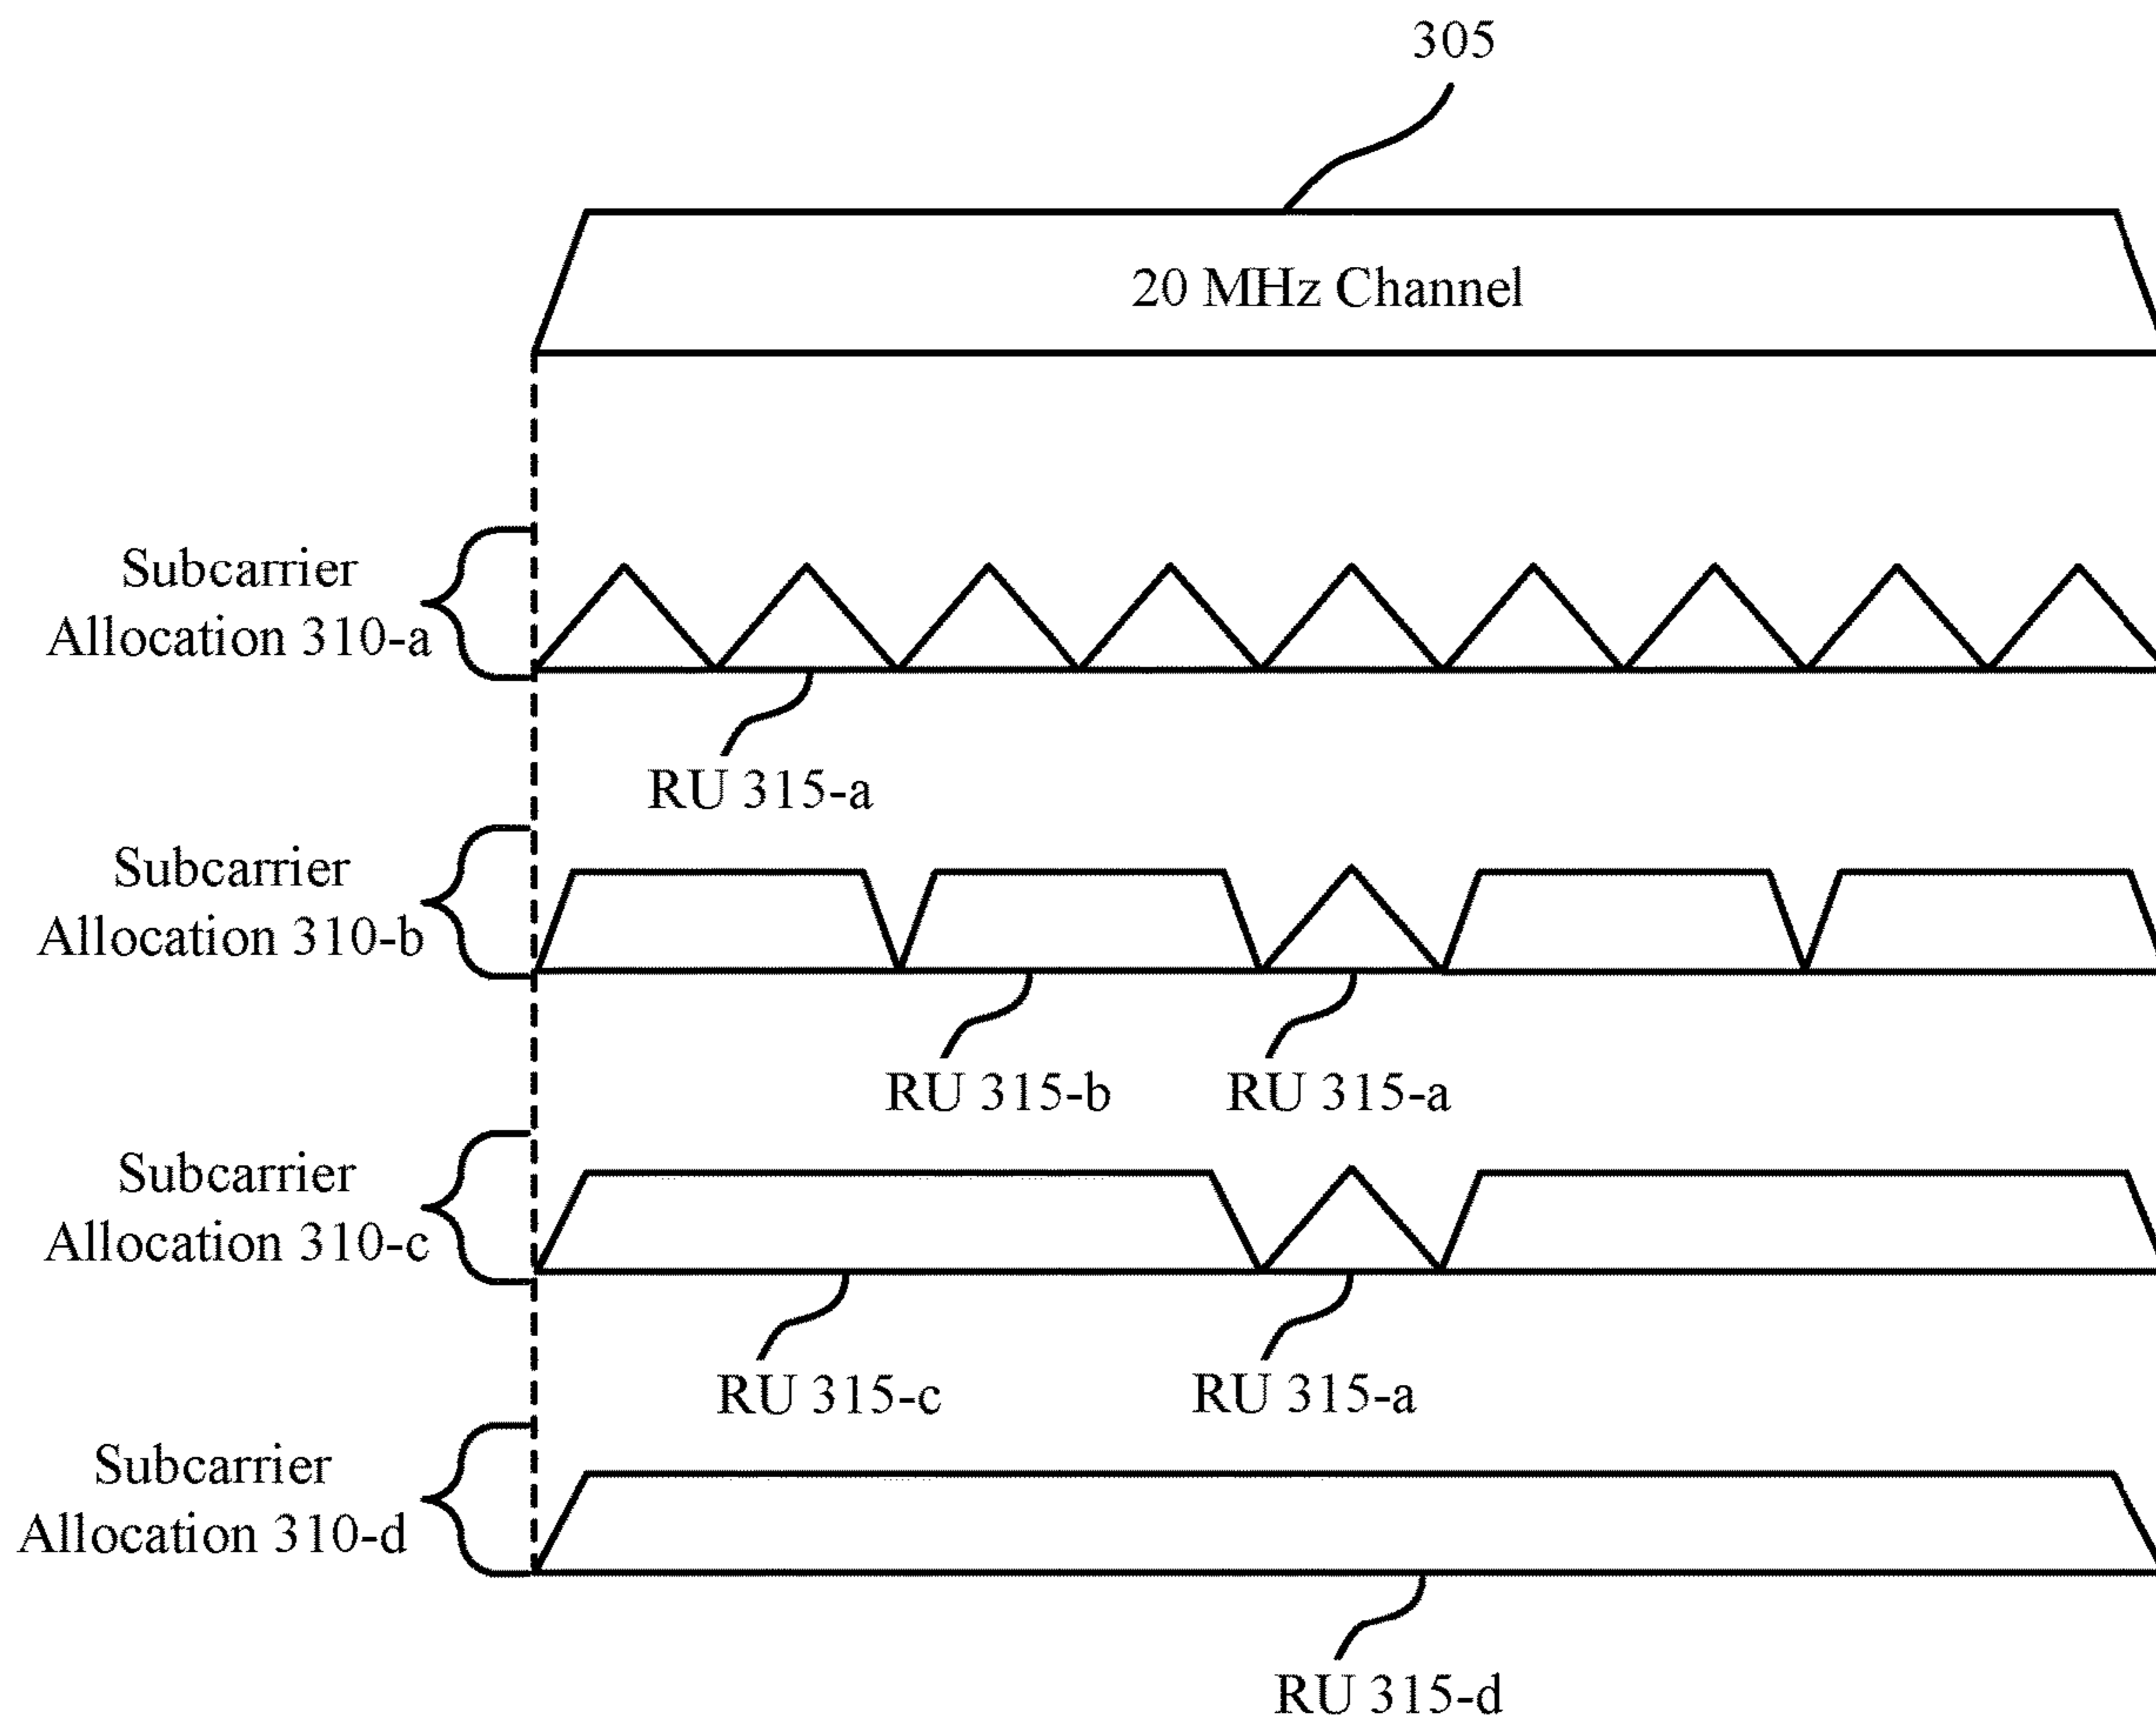 305
20 MHz Channel
Subcarrier
Allocation 310-a
RU 315-a
Subcarrier
Allocation 310-b
RU 315-b RU 315-a
Subcarrier
Allocation 310-c
RU 315-c RU 315-a
Subcarrier
Allocation 310-d
RU 315-d